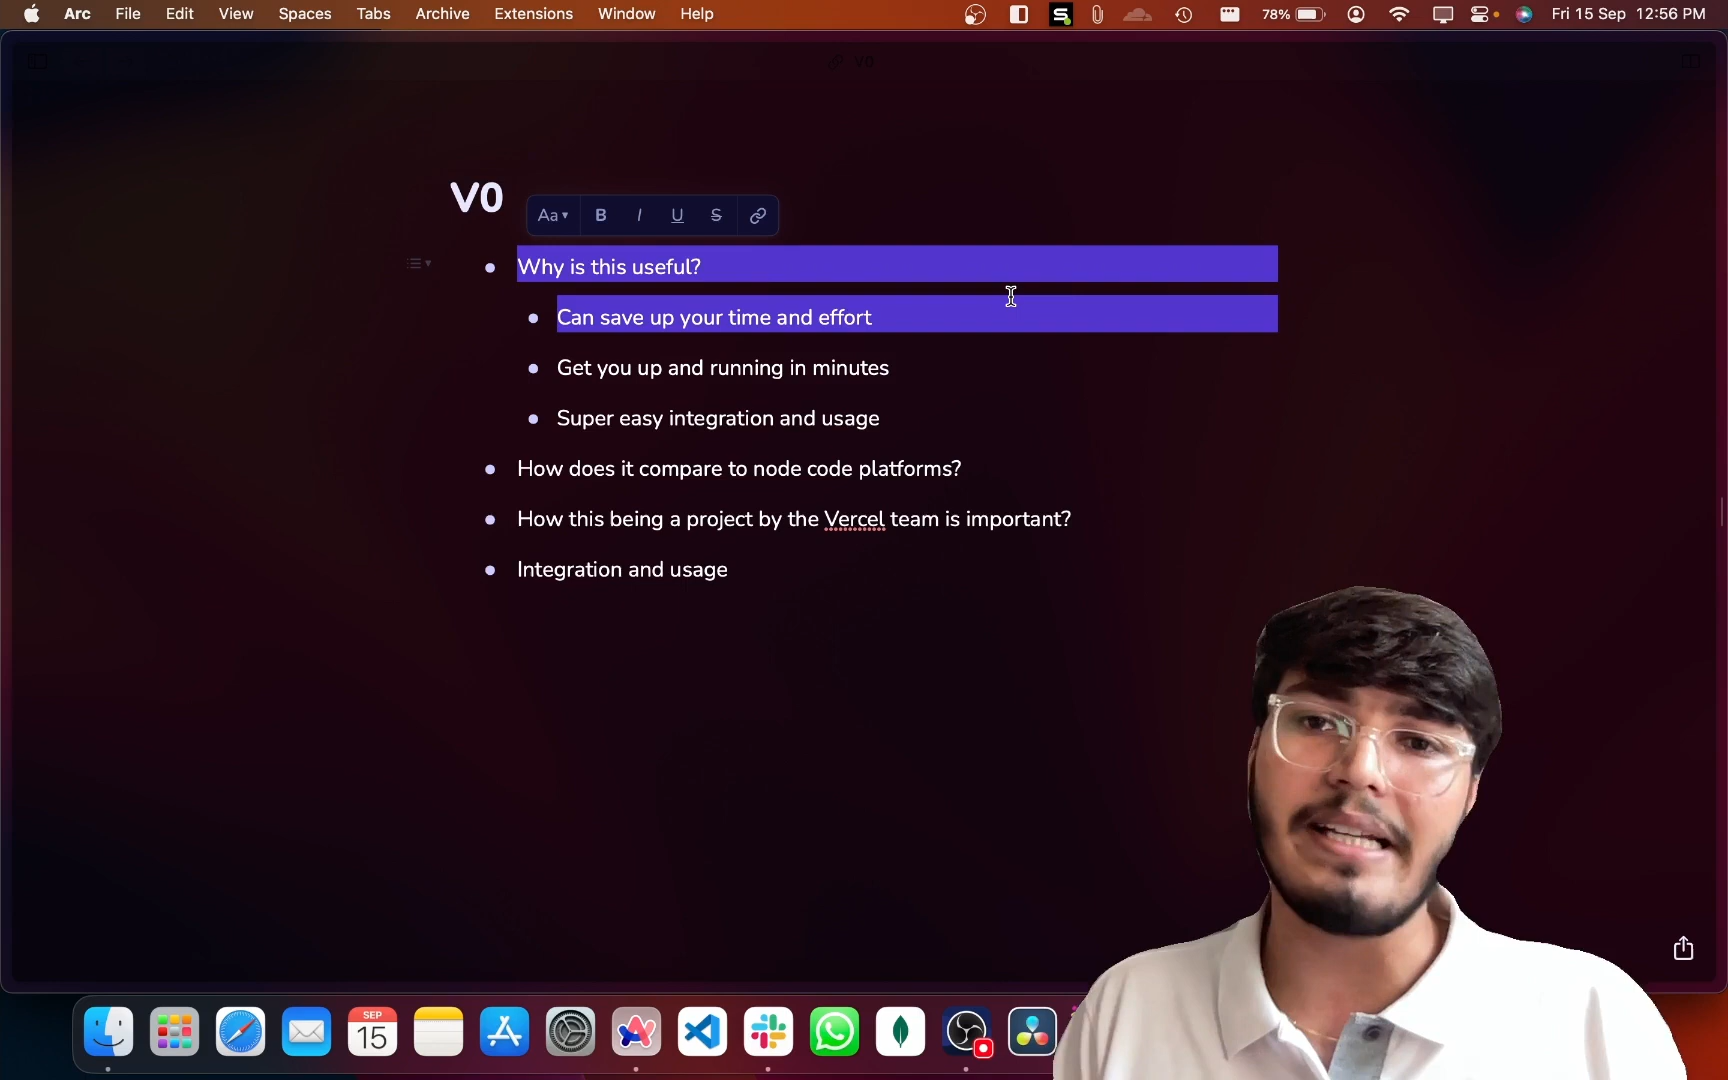 Arc File Edit View Spaces Tabs Archive Extensions Window Help 78% Fri 15 Sep 12:56 PM
V0
V0
Aa B I U S
Why is this useful?
Can save up your time and effort
Get you up and running in minutes
Super easy integration and usage
How does it compare to node code platforms?
How this being a project by the Vercel team is important?
Integration and usage
SEP
15